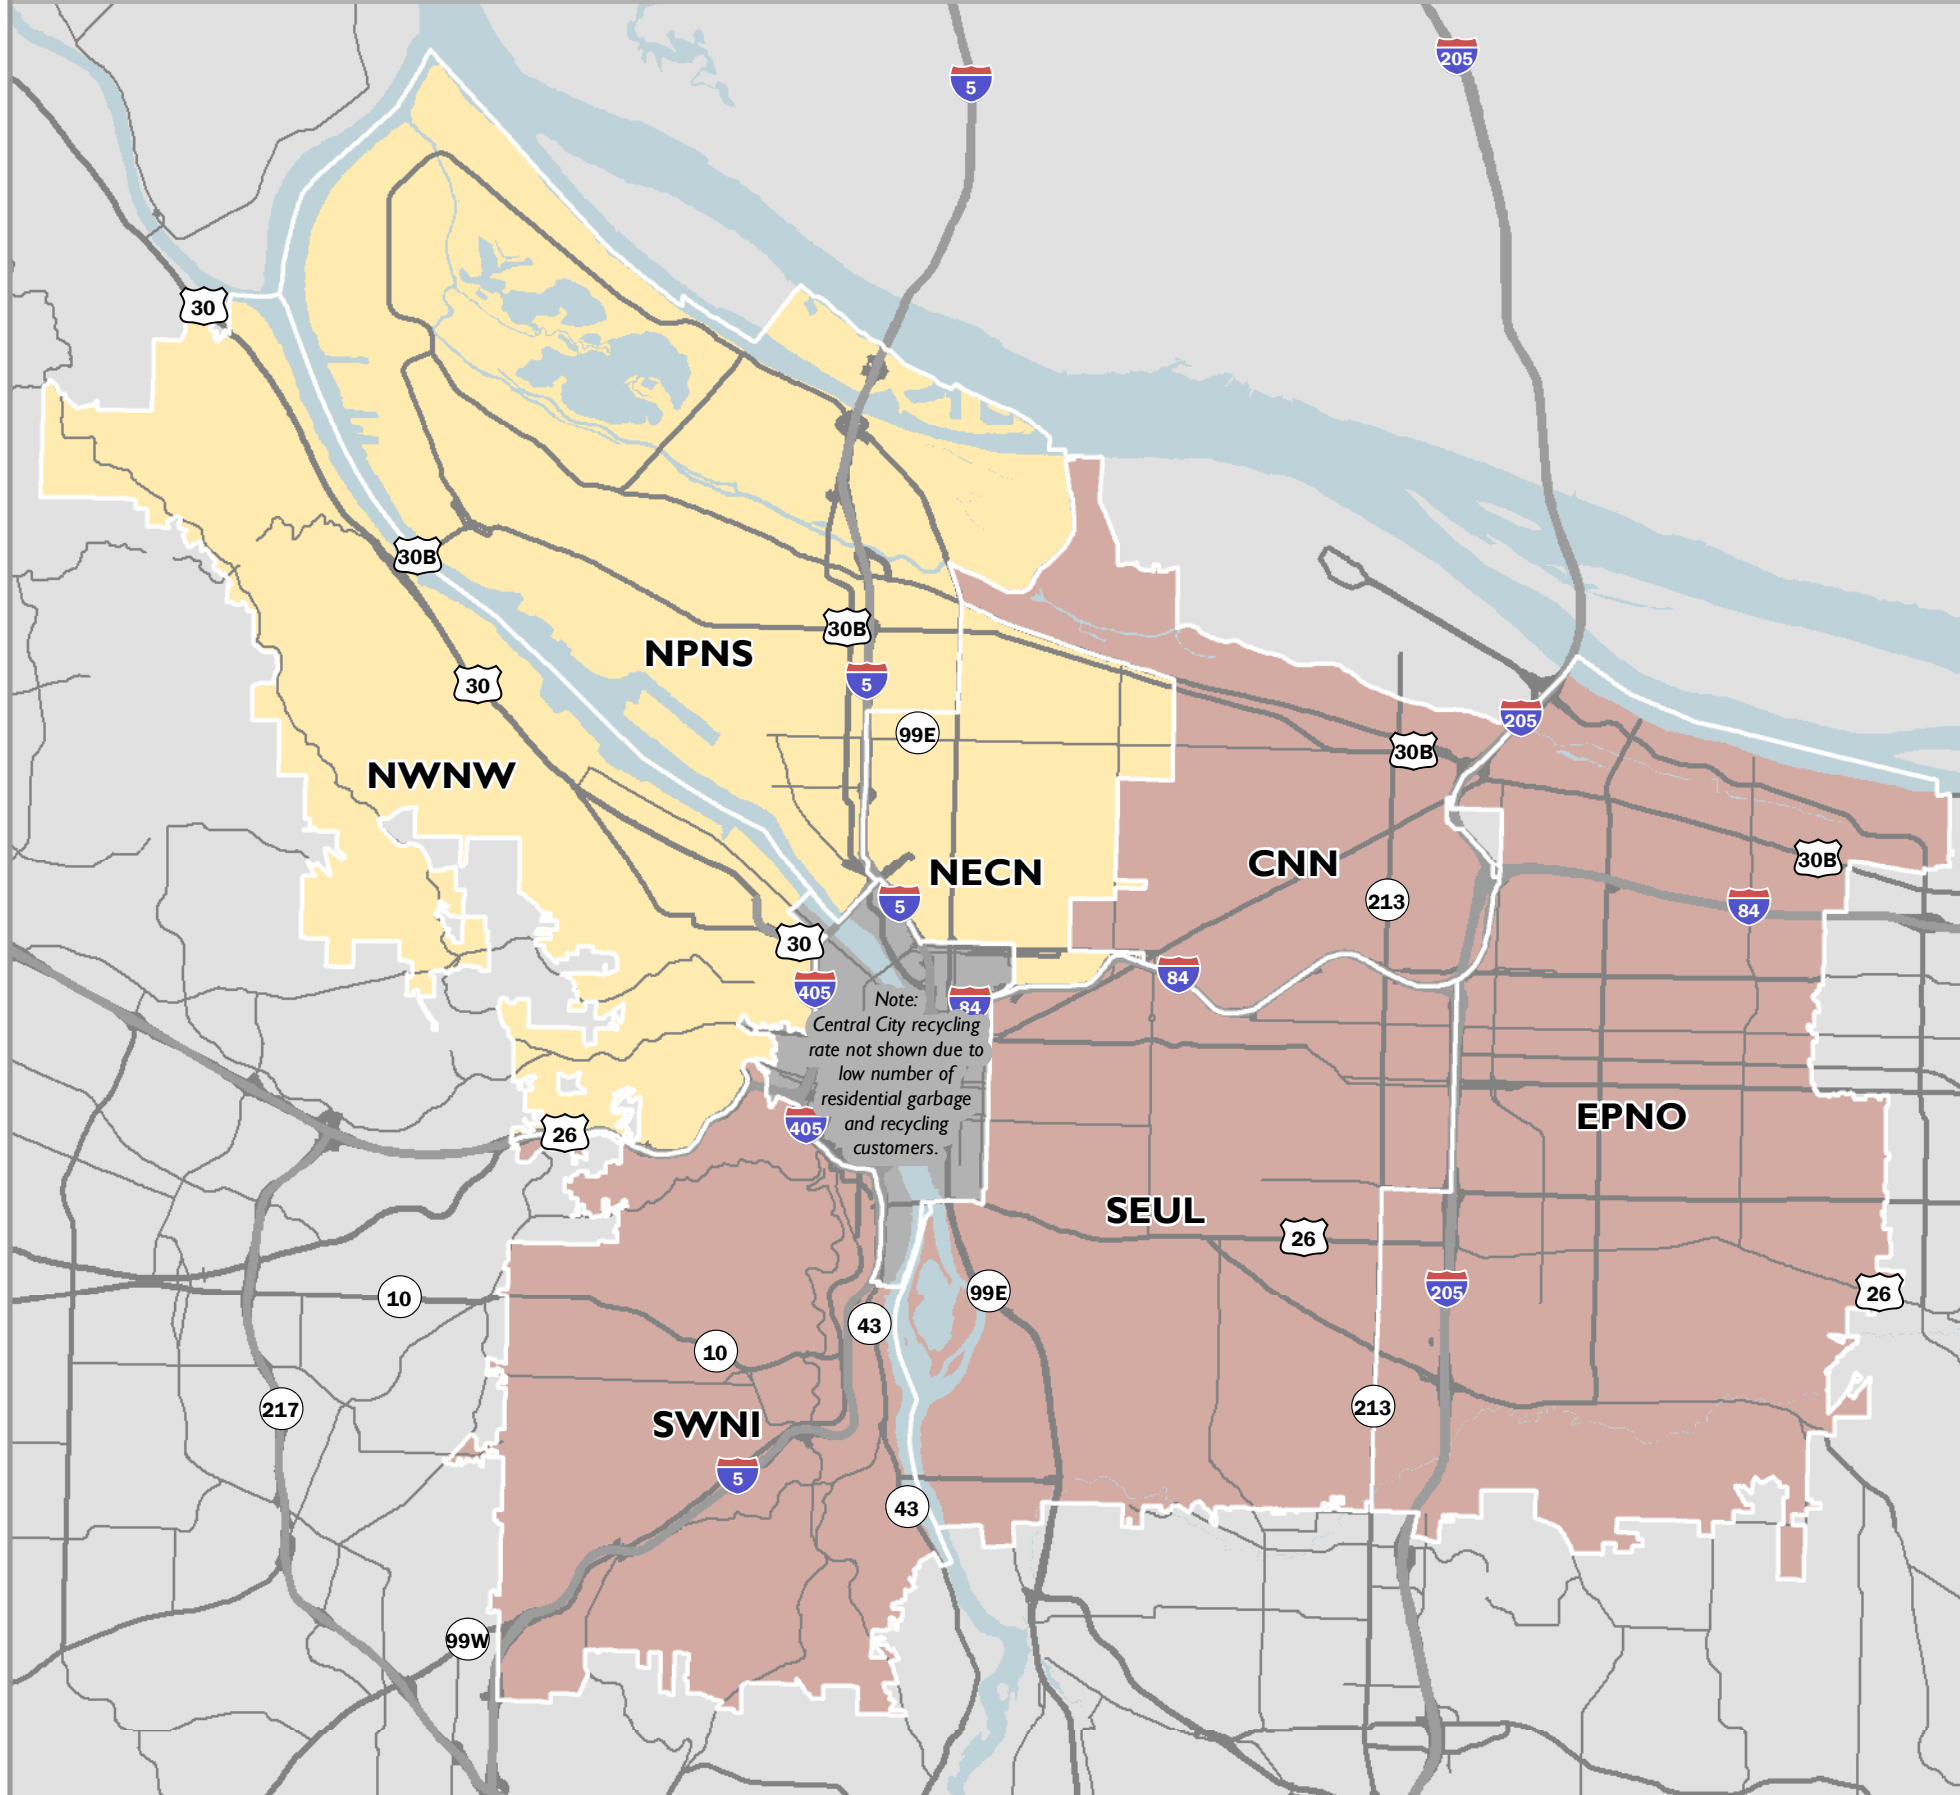 205
5
30
30B
30B
NPNS
5
30
205
99E
30B
NWNW
30B
CNN
NECN
213
5
84
30
84
405
84
Note:
Central City recycling
rate not shown due to
low number of
residential garbage
and recycling
customers.
EPNO
405
26
SEUL
26
205
99E
26
10
43
10
213
217
SWNI
5
43
99W